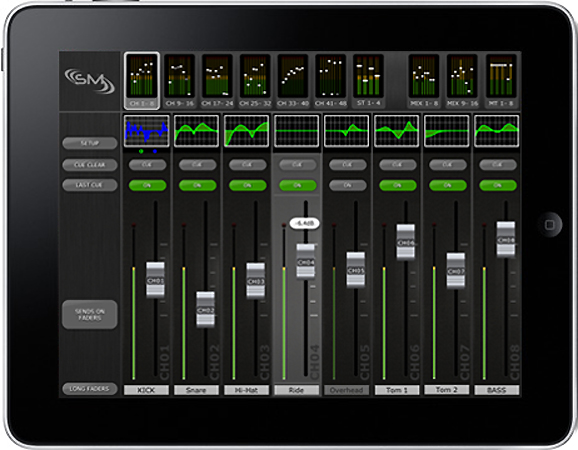 SM
CH 1- 8
CH 9- 16
CH 17- 24
CH 25- 32
CH 33- 40
CH 41- 48
ST 1- 4
MIX 1- 8
MIX 9- 16
MT 1- 8
SETUP
CUE CLEAR
CUE
CUE
CUE
CUE
CUE
CUE
CUE
CUE
LAST CUE
ON
ON
ON
ON
ON
ON
ON
ON
-6.4dB
CH01
CH02
CH03
CH04
CH05
CH06
CH07
CH08
SENDS ON
FADERS
CH01
CH02
CH03
CH04
CH05
CH06
CH07
CH08
LONG FADERS
KICK
Snare
Hi-Hat
Ride
Overhead
Tom 1
Tom 2
BASS